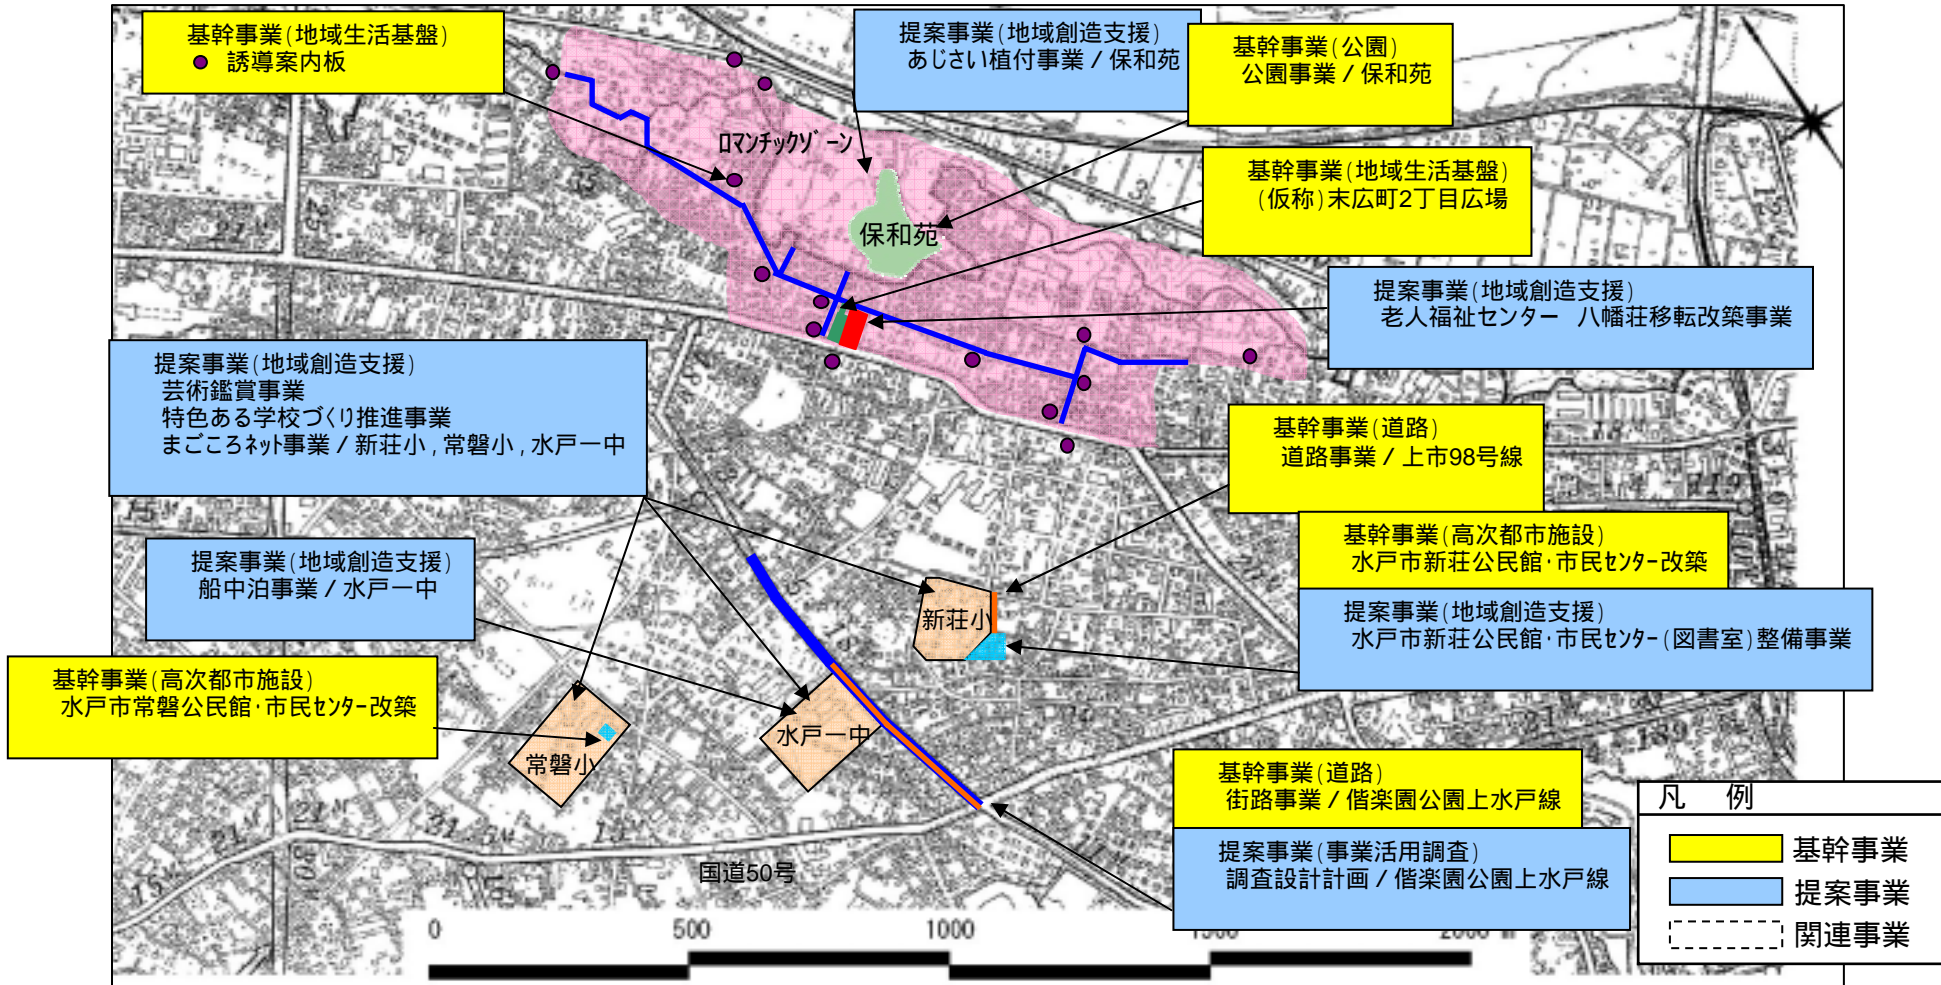 基幹事業(地域生活基盤)
誘導案内板
提案事業(地域創造支援)
あじさい植付事業 / 保和苑
基幹事業(公園)
公園事業 / 保和苑
ロマンチックゾーン
基幹事業(地域生活基盤)
(仮称)末広町2丁目広場
保和苑
提案事業(地域創造支援)
老人福祉センター 八幡荘移転改築事業
提案事業(地域創造支援)
芸術鑑賞事業
特色ある学校づくり推進事業
まごころネット事業 / 新荘小,常磐小,水戸一中
基幹事業(道路)
道路事業 / 上市98号線
基幹事業(高次都市施設)
水戸市新荘公民館・市民センター改築
提案事業(地域創造支援)
船中泊事業 / 水戸一中
新荘小
提案事業(地域創造支援)
水戸市新荘公民館・市民センター(図書室)整備事業
基幹事業(高次都市施設)
水戸市常磐公民館・市民センター改築
水戸一中
常磐小
基幹事業(道路)
街路事業 / 偕楽園公園上水戸線
提案事業(事業活用調査)
調査設計計画 / 偕楽園公園上水戸線
国道50号
凡 例
基幹事業
提案事業
関連事業
0 500 1000